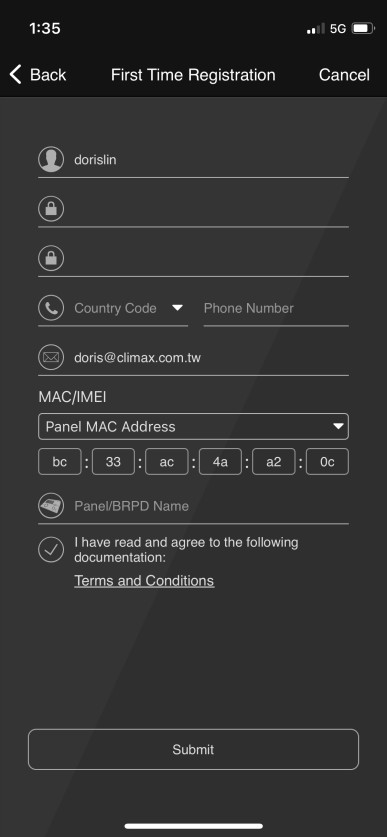 1:35
5G
Back First Time Registration Cancel
dorislin
Country Code Phone Number
doris@climax.com.tw
MAC/IMEI
Panel MAC Address
bc : 33 : ac : 4a : a2 : 0c
Panel/BRPD Name
I have read and agree to the following
documentation:
Terms and Conditions
Submit